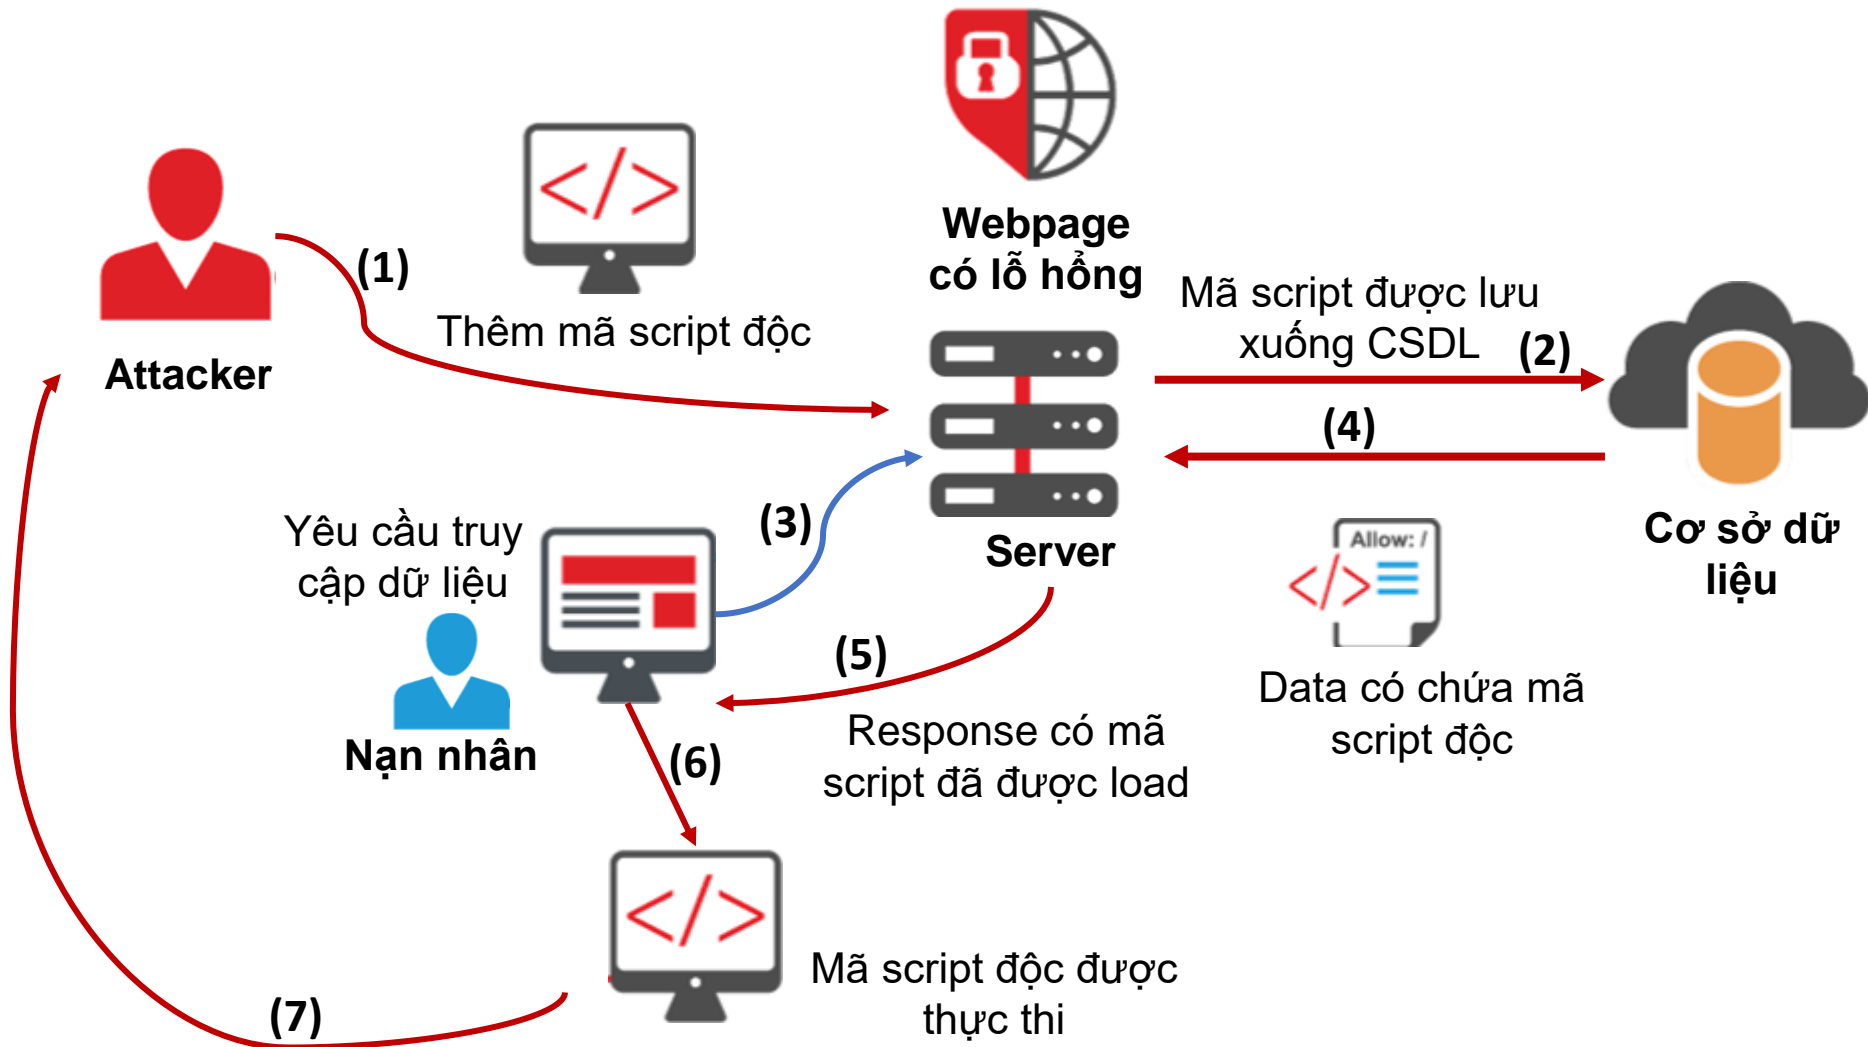 Webpage
có lỗ hổng
(1)
Thêm mã script độc
Attacker
Mã script được lưu
xuống CSDL
(2)
(4)
Yêu cầu truy
cập dữ liệu
(3)
Server
Allow: /
Cơ sở dữ
liệu
(5)
Nạn nhân
(6)
Response có mã
script đã được load
Data có chứa mã
script độc
Mã script độc được
thực thi
(7)